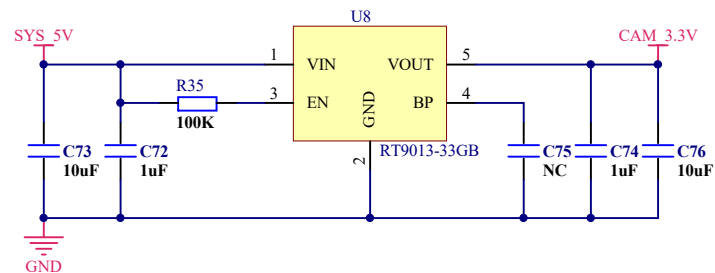 U8
SYS_5V
CAM_3.3V
1
VIN
VOUT
5
R35
3
EN
BP
4
100K
GND
2
RT9013-33GB
C73
10uF
C72
1uF
C75
NC
C74
1uF
C76
10uF
GND